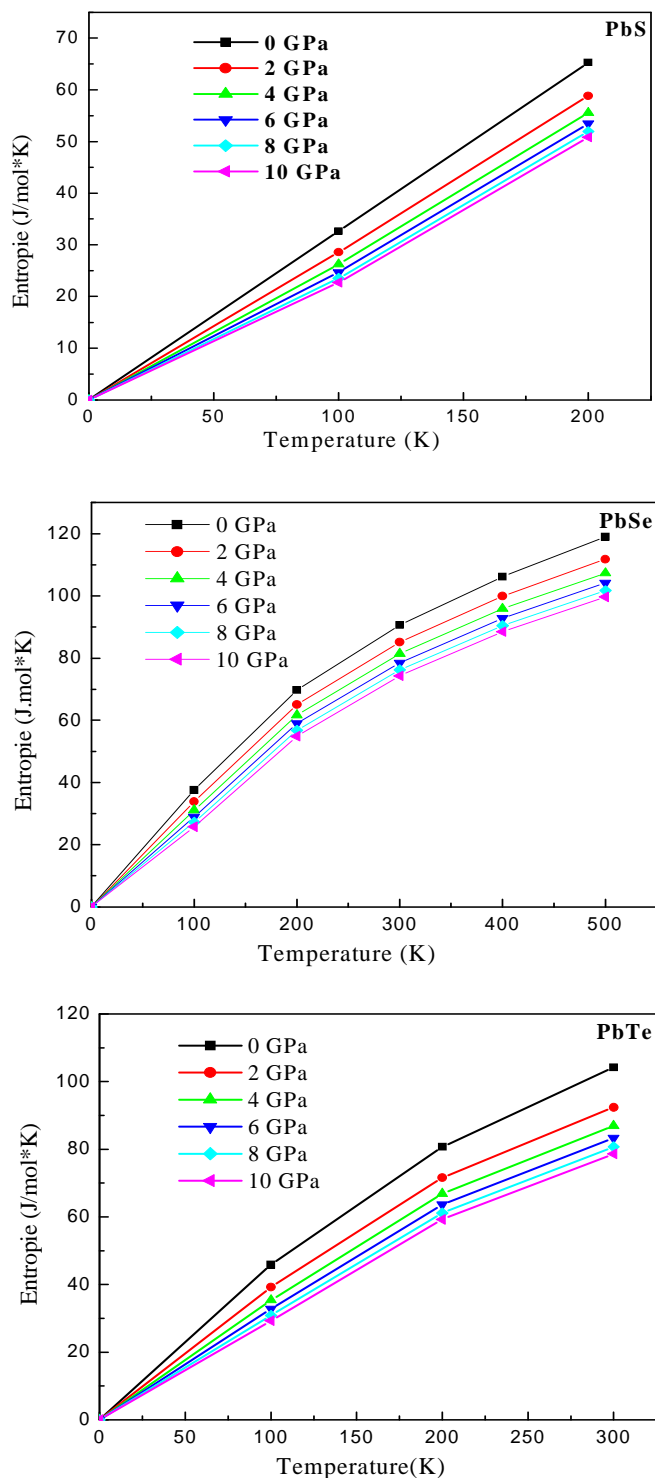 PbS
0 GPa
2 GPa
4 GPa
6 GPa
8 GPa
10 GPa
Entropie (J/mol*K)
70
60
50
40
30
20
10
0
0 50 100 150 200
Temperature (K)
PbSe
0 GPa
2 GPa
4 GPa
6 GPa
8 GPa
10 GPa
Entropie (J.mol*K)
120
100
80
60
40
20
0
0 100 200 300 400 500
Temperature (K)
PbTe
0 GPa
2 GPa
4 GPa
6 GPa
8 GPa
10 GPa
Entropie (J/mol*K)
120
100
80
60
40
20
0
0 50 100 150 200 250 300
Temperature(K)